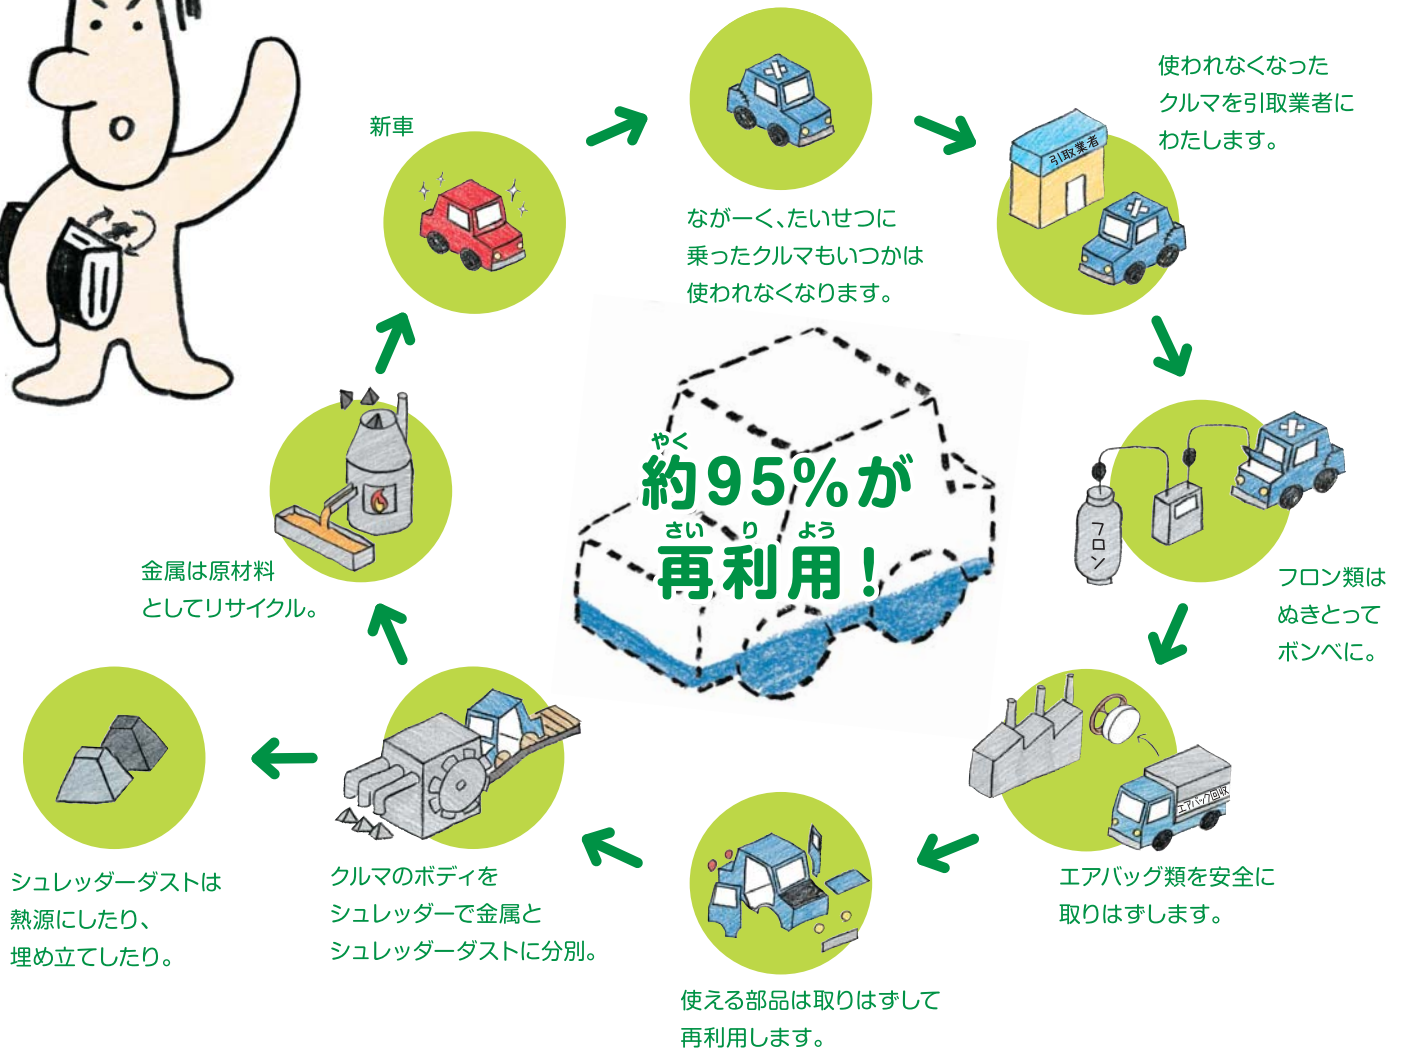 新車
ながーく、たいせつに
乗ったクルマもいつかは
使われなくなります。
使われなくなった
クルマを引取業者に
わたします。
引取業者
フロン
フロン類は
ぬきとって
ボンベに。
エアバッグ回収
エアバッグ類を安全に
取りはずします。
使える部品は取りはずして
再利用します。
クルマのボディを
シュレッダーで金属と
シュレッダーダストに分別。
シュレッダーダストは
熱源にしたり、
埋め立てしたり。
金属は原材料
としてリサイクル。
やく
約95%が
さい り よう
再利用!